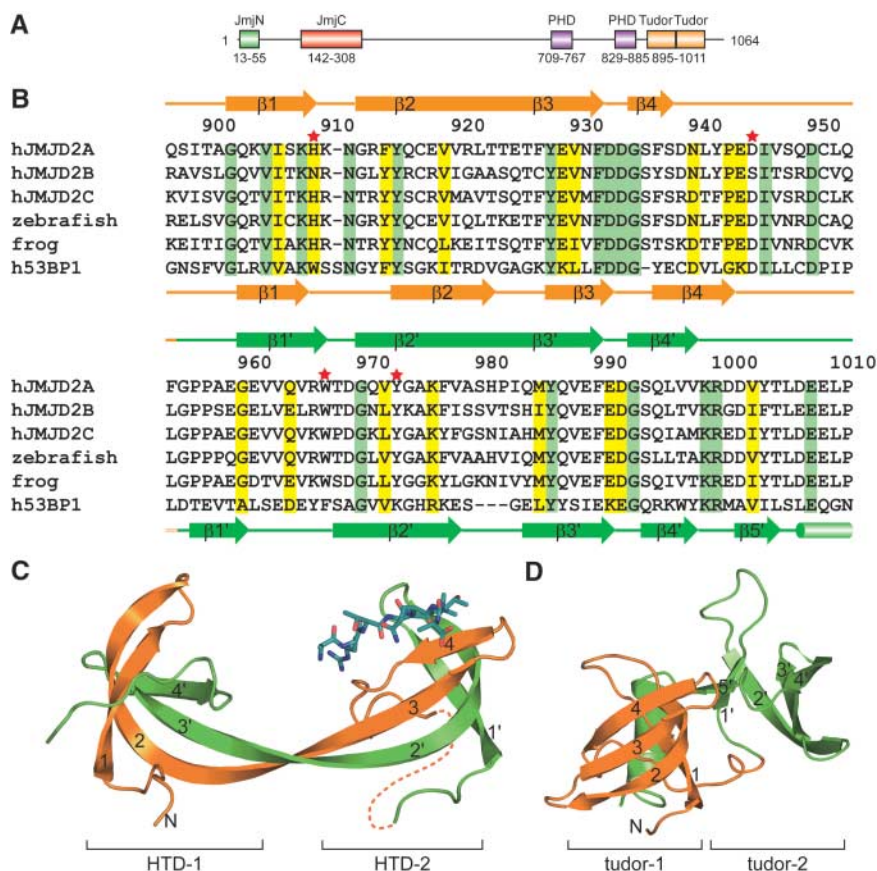 A
JmjN JmjC PHD PHD Tudor Tudor
1 1064
13-55 142-308 709-767 829-885 895-1011
B
β1 β2 β3 β4
900 910 920 930 940 950
hJMJD2A QSITAGQKVISKHK-NGRFYQCEVVRLTTETFYEVNFDDGSFSDNLYPEDIVSQDCLQ
hJMJD2B RAVSLGQVVITKNR-NGRYYRCRVIGAASQTCYEVNFDDGSYSDNLYPESITSRDCVQ
hJMJD2C KVISVGQTVITKHR-NTRYYSCRVMAVTSQTFYEVMFDDGSFSRDTFPEDIVSRDCLK
zebrafish RELSVGQRVICKHK-NGRYYQCEVIQLTKETFYEVNFDDGSFSDNLFPEDIVNRDCAQ
frog KEITIGQTVIAKHR-NTRYYNCQLKEITSQTFYEIVFDDGSTSKDTFPEDIVNRDCVK
h53BP1 GNSFVGLRVVAKWSSNGYFYSGKITRDVGAGKYKLLFDDG-YECDVLGKDILLCDPIP
β1 β2 β3 β4
β1' β2' β3' β4'
960 970 980 990 1000 1010
hJMJD2A FGPPAEGEVVQVRWTDGQVYGAKFVASHPIQMYQVEFEDGSQLVVKRDDVYTLDEELP
hJMJD2B LGPPSEGELVELRWTDGNLYKAKFISSVTSHIYQVEFEDGSQLTVKRGDIFTLEEELP
hJMJD2C LGPPAEGEVVQVKWPDGKLYGAKYFGSNIAHMYQVEFEDGSQIAMKREDIYTLDEELP
zebrafish LGPPPQGEVVQVRWTDGLVYGAKFVAAHVIQMYQVEFEDGSLLTAKRDDVYTLDEELP
frog LGPPAEGDTVEVKWSDGLLYGGKYLGKNIVYMYQVEFEDGSQIAMKREDIYTLDEELP
h53BP1 LDTEVTALSEDEYFSAGVVKGHRKES---GELYYSIEKEGQRKWYKRMAVILSLEQGN
β1' β2' β3' β4' β5'
C D
4 4' 3' 3 2 2' 1 1' N
4 3 2 1 5' 1' 2' 3' 4' N
HTD-1 HTD-2 tudor-1 tudor-2